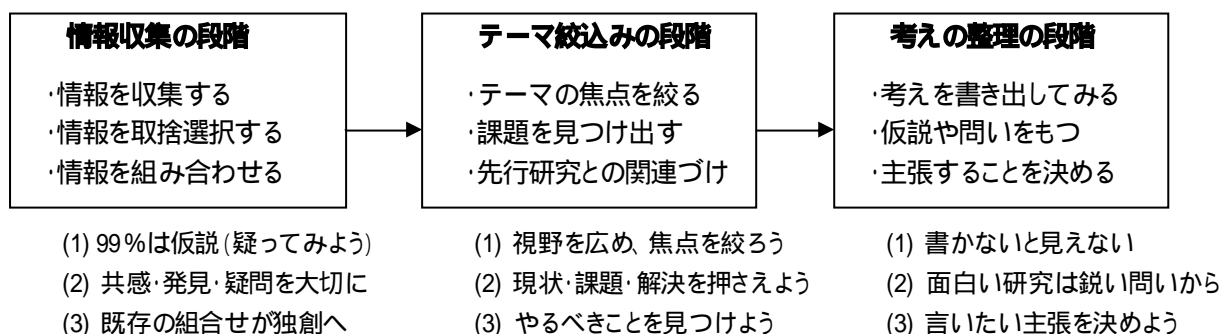 情報収集の段階
・情報を収集する
・情報を取捨選択する
・情報を組み合わせる
(1) 99%は仮説(疑ってみよう)
(2) 共感・発見・疑問を大切に
(3) 既存の組合せが独創へ
テーマ絞込みの段階
・テーマの焦点を絞る
・課題を見つけ出す
・先行研究との関連づけ
(1) 視野を広め、焦点を絞ろう
(2) 現状・課題・解決を押さえよう
(3) やるべきことを見つけよう
考えの整理の段階
・考えを書き出してみる
・仮説や問いをもつ
・主張することを決める
(1) 書かないと見えない
(2) 面白い研究は鋭い問いから
(3) 言いたい主張を決めよう